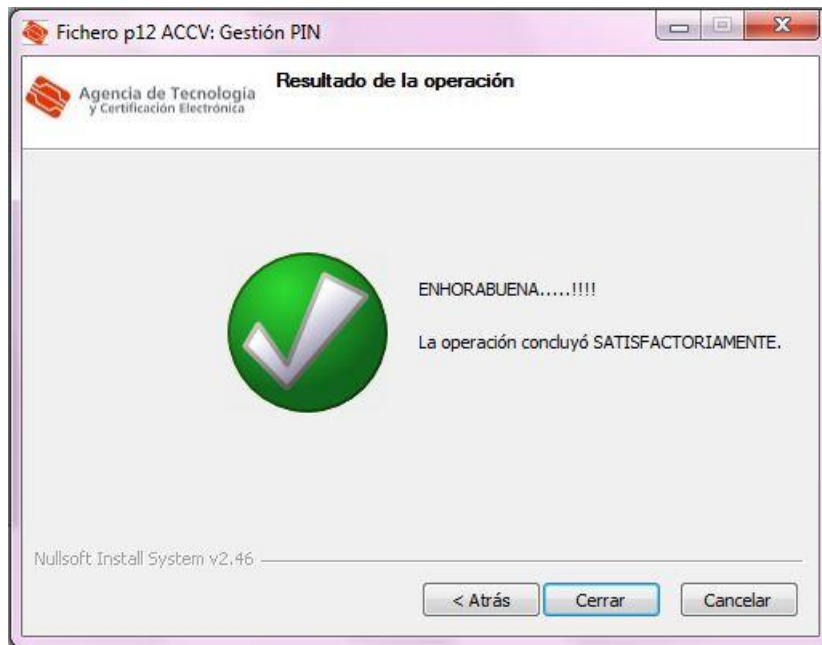 Fichero p12 ACCV: Gestión PIN
Agencia de Tecnología
y Certificación Electrónica
Resultado de la operación
ENHORABUENA.....!!!!
La operación concluyó SATISFACTORIAMENTE.
Nullsoft Install System v2.46
< Atrás
Cerrar
Cancelar